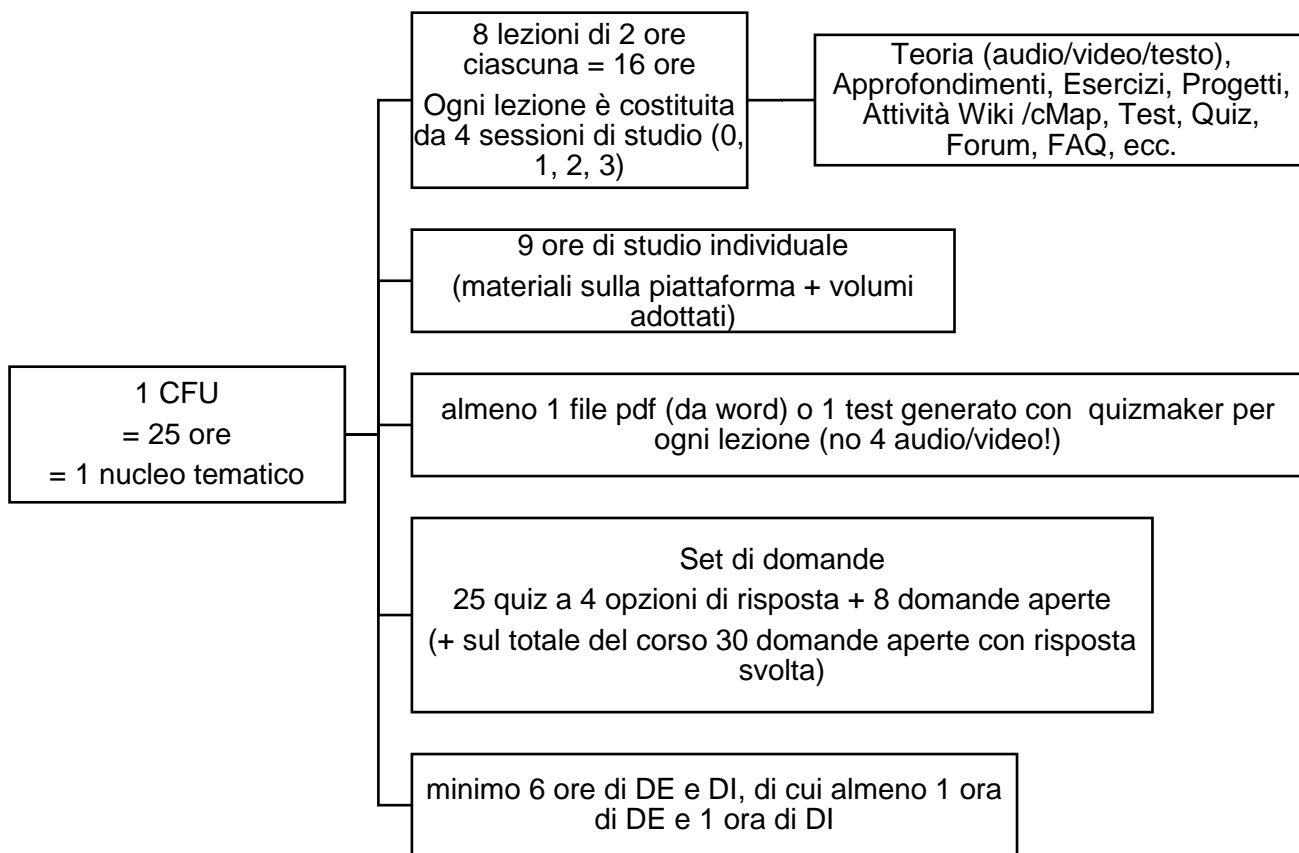 8 lezioni di 2 ore
ciascuna = 16 ore
Ogni lezione è costituita
da 4 sessioni di studio (0,
1, 2, 3)
Teoria (audio/video/testo),
Approfondimenti, Esercizi, Progetti,
Attività Wiki /cMap, Test, Quiz,
Forum, FAQ, ecc.
9 ore di studio individuale
(materiali sulla piattaforma + volumi
adottati)
1 CFU
= 25 ore
= 1 nucleo tematico
almeno 1 file pdf (da word) o 1 test generato con quizmaker per
ogni lezione (no 4 audio/video!)
Set di domande
25 quiz a 4 opzioni di risposta + 8 domande aperte
(+ sul totale del corso 30 domande aperte con risposta
svolta)
minimo 6 ore di DE e DI, di cui almeno 1 ora
di DE e 1 ora di DI